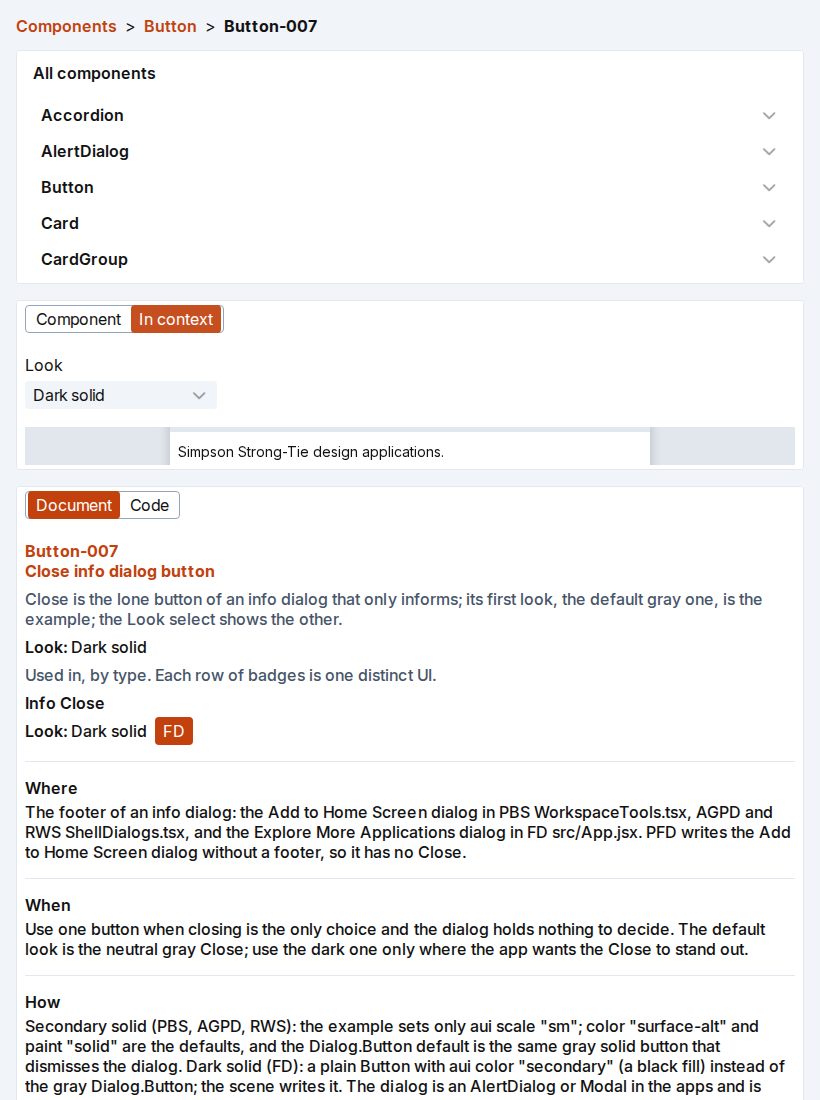 Components > Button > Button-007
All components
Accordion
AlertDialog
Button
Card
CardGroup
Component In context
Look
Dark solid
Simpson Strong-Tie design applications.
Document Code
Button-007
Close info dialog button
Close is the lone button of an info dialog that only informs; its first look, the default gray one, is the
example; the Look select shows the other.
Look: Dark solid
Used in, by type. Each row of badges is one distinct UI.
Info Close
Look: Dark solid FD
Where
The footer of an info dialog: the Add to Home Screen dialog in PBS WorkspaceTools.tsx, AGPD and
RWS ShellDialogs.tsx, and the Explore More Applications dialog in FD src/App.jsx. PFD writes the Add
to Home Screen dialog without a footer, so it has no Close.
When
Use one button when closing is the only choice and the dialog holds nothing to decide. The default
look is the neutral gray Close; use the dark one only where the app wants the Close to stand out.
How
Secondary solid (PBS, AGPD, RWS): the example sets only aui scale "sm"; color "surface-alt" and
paint "solid" are the defaults, and the Dialog.Button default is the same gray solid button that
dismisses the dialog. Dark solid (FD): a plain Button with aui color "secondary" (a black fill) instead of
the gray Dialog.Button; the scene writes it. The dialog is an AlertDialog or Modal in the apps and is